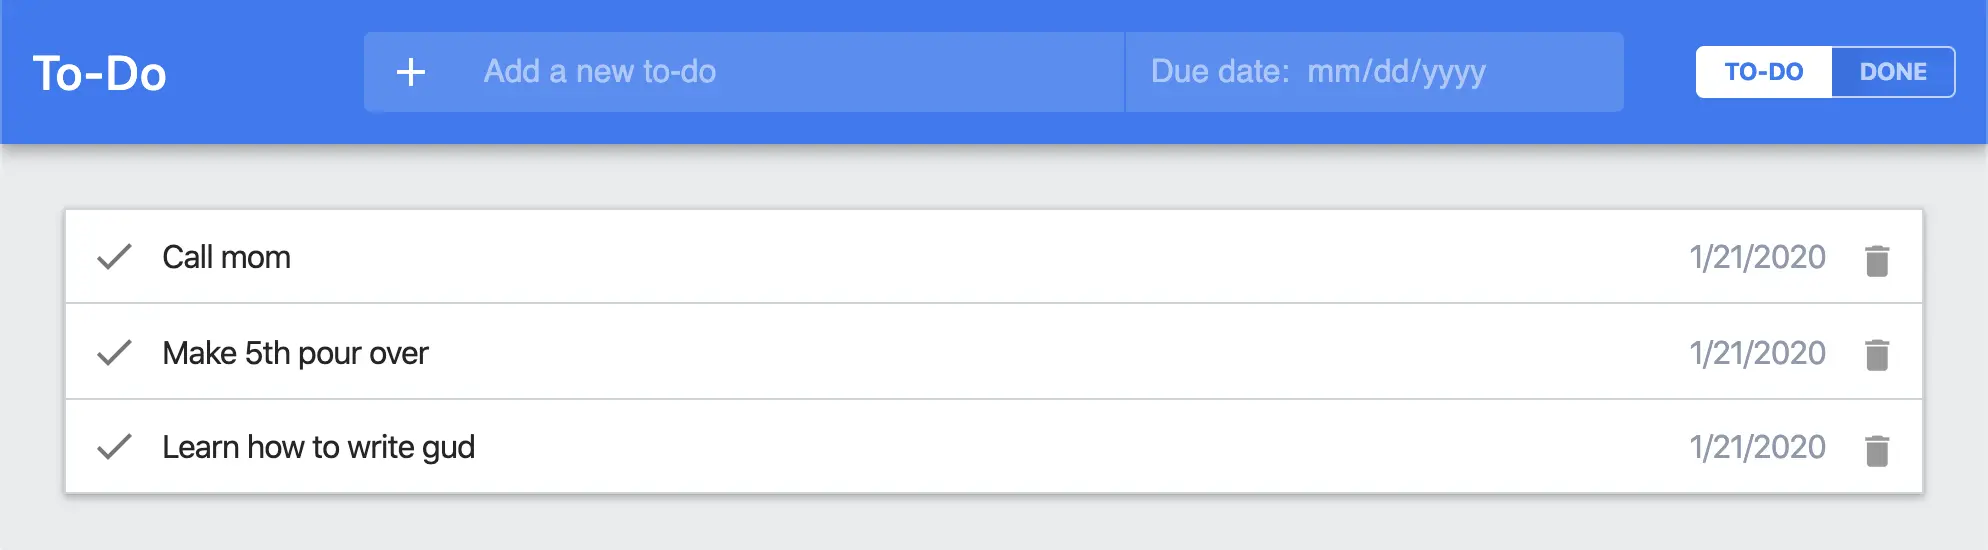 To-Do
+ Add a new to-do
Due date: mm/dd/yyyy
TO-DO
DONE
Call mom 1/21/2020
Make 5th pour over 1/21/2020
Learn how to write gud 1/21/2020